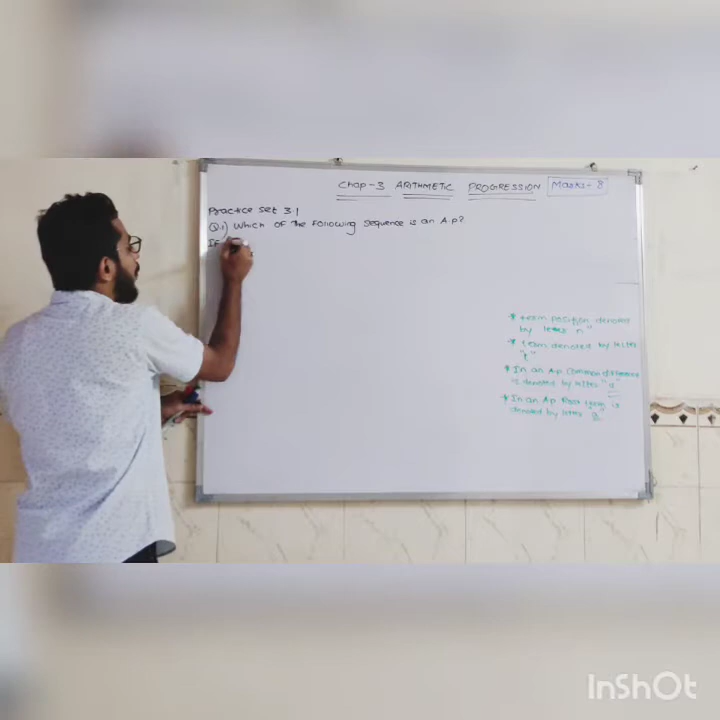 Chap-3 ARITHMETIC PROGRESSION Marks - 8
Practice set 3.1
Q.1) Which of the Following sequence is an A.P?
IF
* term position denoted
by letter n"
* term denoted by letter
"t"
* In an A.p Common difference
is denoted by letter "d"
* In an A.p First term is
denoted by letter
InShOt